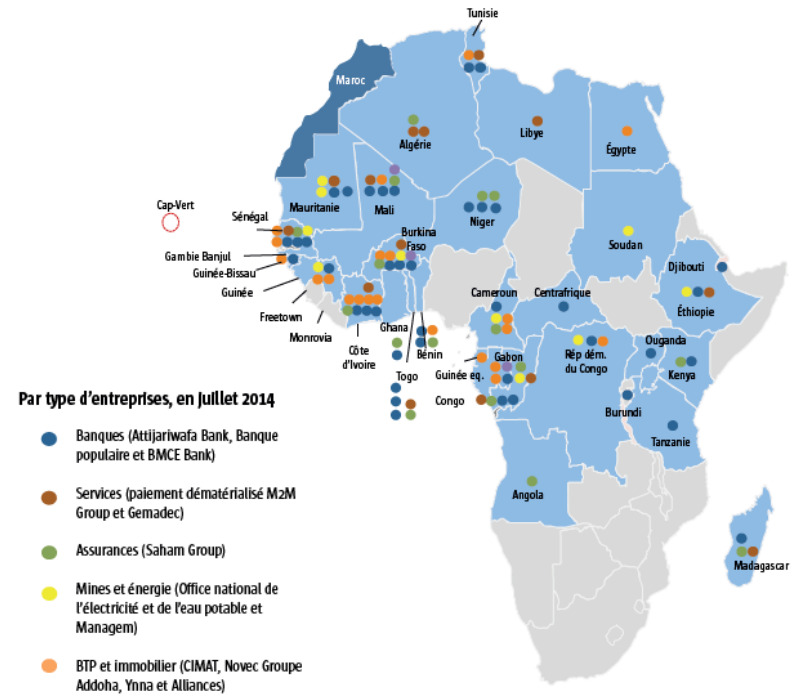 Tunisie
Maroc
Algérie
Libye
Égypte
Cap-Vert
Mauritanie
Mali
Niger
Sénégal
Burkina
Faso
Soudan
Gambie Banjul
Guinée-Bissau
Djibouti
Guinée
Cameroun
Centrafrique
Éthiopie
Freetown
Monrovia
Ghana
Bénin
Côte
d'Ivoire
Togo
Gabon
Guinée eq.
Rép dém.
du Congo
Ouganda
Kenya
Congo
Burundi
Tanzanie
Angola
Madagascar
Par type d'entreprises, en Juillet 2014
Banques (Attijariwafa Bank, Banque
populaire et BMCE Bank)
Services (paiement dématérialisé M2M
Group et Gemadec)
Assurances (Saham Group)
Mines et énergie (Office national de
l'électricité et de l'eau potable et
Managem)
BTP et immobilier (CIMAT, Novec Groupe
Addoha, Ynna et Alliances)